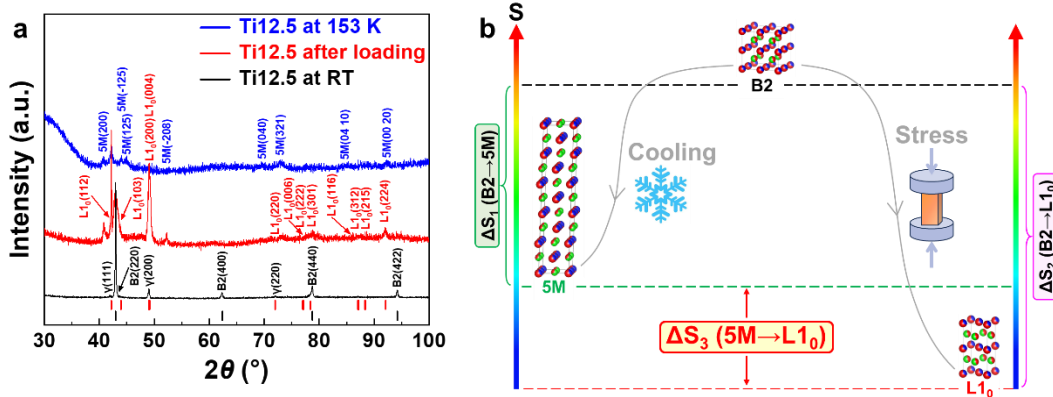 a
Ti12.5 at 153 K
Ti12.5 after loading
Ti12.5 at RT
Intensity (a.u.)
5M(200)
5M(-125)
5M(125)
L1₀(200)
L1₀(004)
5M(-208)
5M(040)
5M(321)
5M(04 10)
5M(00 20)
L1₀(112)
L1₀(103)
L1₀(220)
L1₀(006)
L1₀(222)
L1₀(301)
L1₀(116)
L1₀(312)
L1₀(215)
L1₀(224)
γ(111)
B2(220)
γ(200)
B2(400)
γ(220)
B2(440)
B2(422)
30 40 50 60 70 80 90 100
2θ (°)
b
S
B2
Cooling
Stress
ΔS₁ (B2→5M)
ΔS₂ (B2→L1₀)
5M
ΔS₃ (5M→L1₀)
L1₀